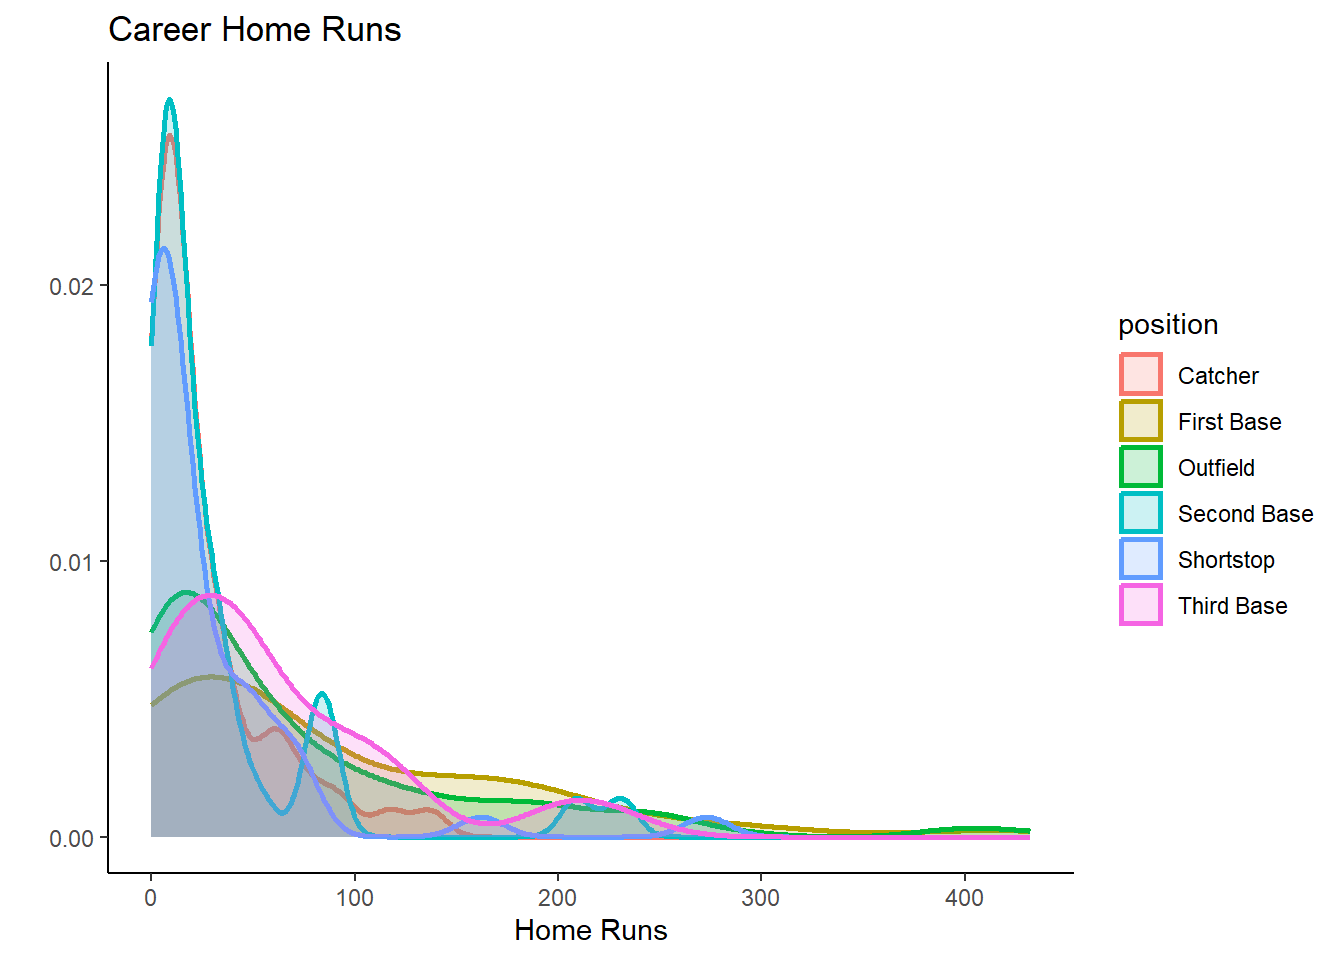 Career Home Runs
0.02
0.01
0.00
0 100 200 300 400
Home Runs
position
Catcher
First Base
Outfield
Second Base
Shortstop
Third Base